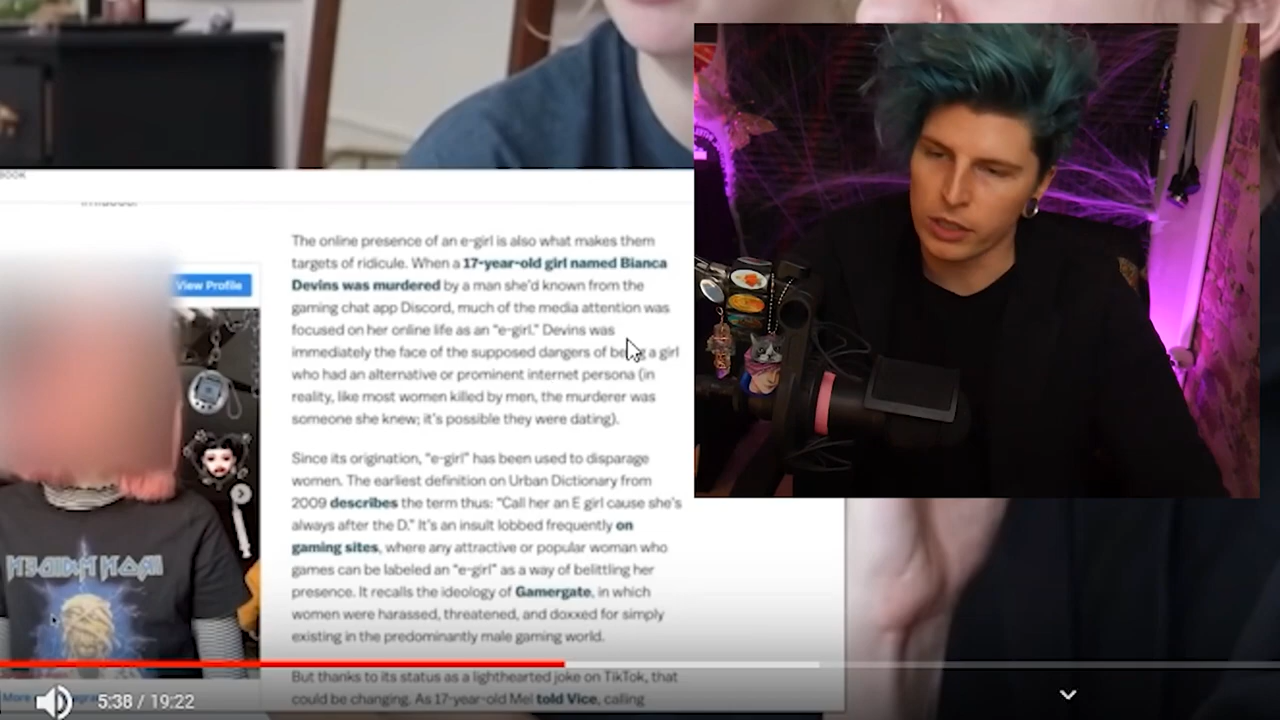 BOOK
The online presence of an e-girl is also what makes them
targets of ridicule. When a 17-year-old girl named Bianca
Devins was murdered by a man she'd known from the
gaming chat app Discord, much of the media attention was
focused on her online life as an “e-girl.” Devins was
immediately the face of the supposed dangers of being a girl
who had an alternative or prominent internet persona (in
reality, like most women killed by men, the murderer was
someone she knew; it's possible they were dating).
Since its origination, “e-girl” has been used to disparage
women. The earliest definition on Urban Dictionary from
2009 describes the term thus: “Call her an E girl cause she's
always after the D.” It's an insult lobbed frequently on
gaming sites, where any attractive or popular woman who
games can be labeled an “e-girl” as a way of belittling her
presence. It recalls the ideology of Gamergate, in which
women were harassed, threatened, and doxxed for simply
existing in the predominantly male gaming world.
But thanks to its status as a lighthearted joke on TikTok, that
could be changing. As 17-year-old Mel told Vice, calling
View Profile
More
5:38 / 19:22